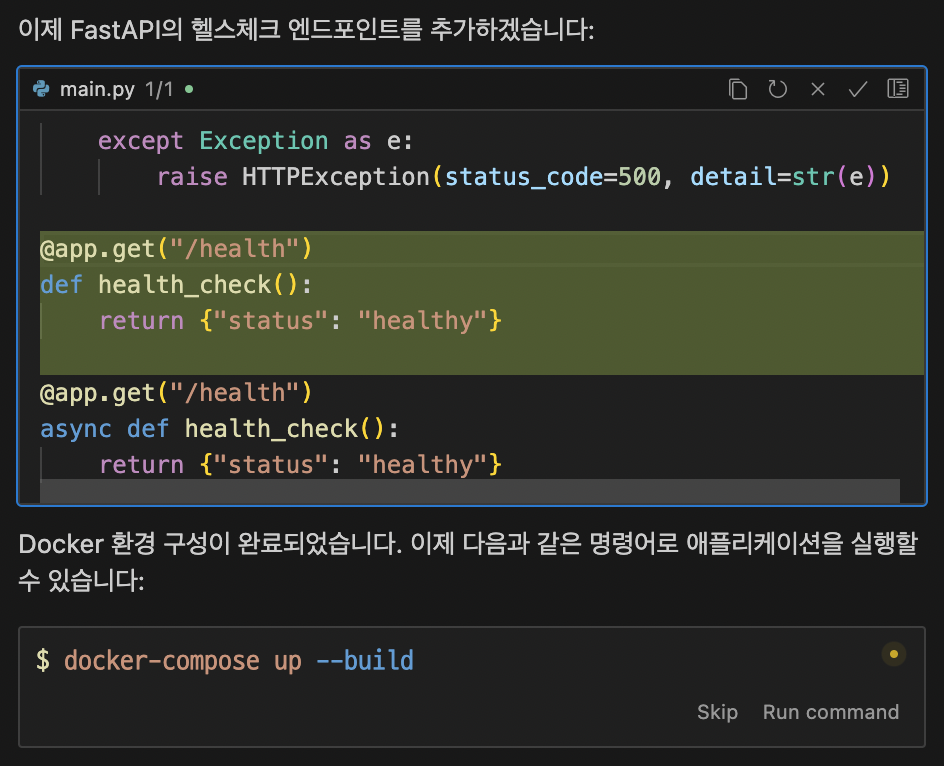 이제 FastAPI의 헬스체크 엔드포인트를 추가하겠습니다:
main.py 1/1
    except Exception as e:
        raise HTTPException(status_code=500, detail=str(e))
@app.get("/health")
def health_check():
    return {"status": "healthy"}
@app.get("/health")
async def health_check():
    return {"status": "healthy"}
Docker 환경 구성이 완료되었습니다. 이제 다음과 같은 명령어로 애플리케이션을 실행할
수 있습니다:
$ docker-compose up --build
Skip Run command